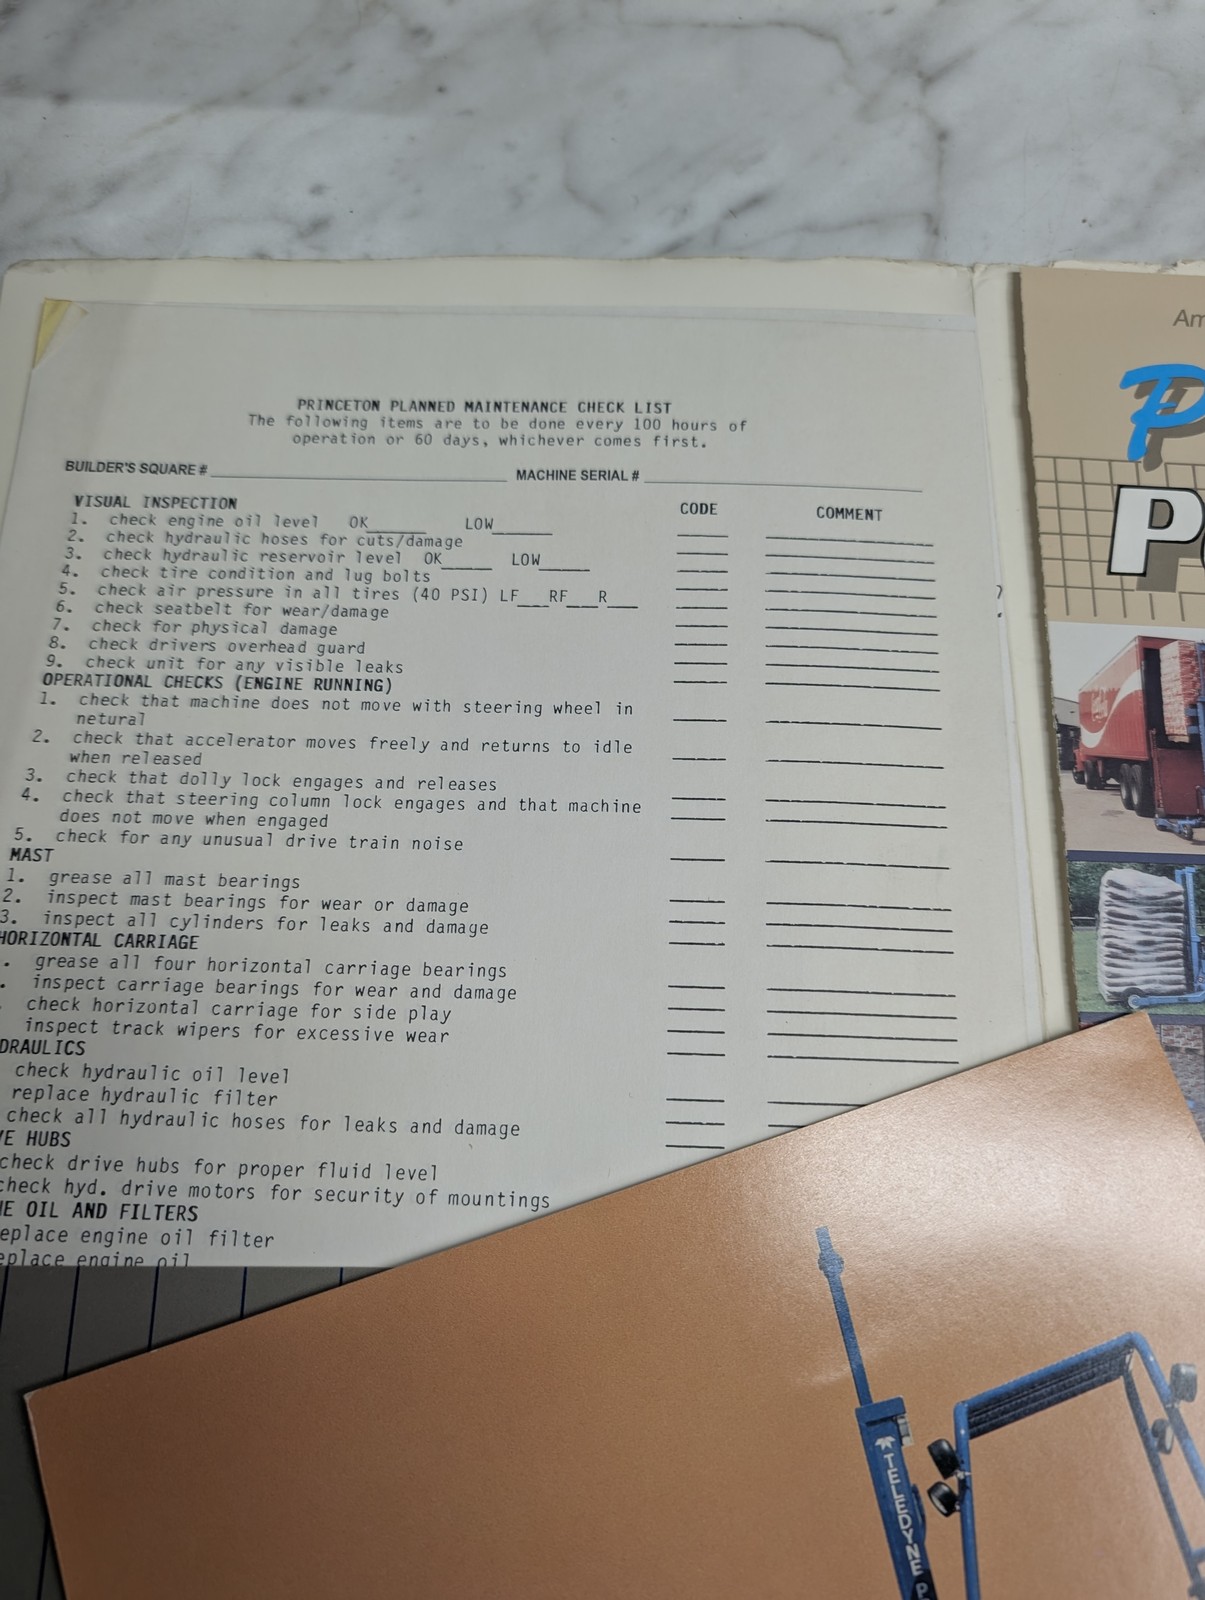 PRINCETON PLANNED MAINTENANCE CHECK LIST
The following items are to be done every 100 hours of
operation or 60 days, whichever comes first.
BUILDER'S SQUARE #__________ MACHINE SERIAL #__________
VISUAL INSPECTION CODE COMMENT
1. check engine oil level OK_____ LOW_____
2. check hydraulic hoses for cuts/damage
3. check hydraulic reservoir level OK_____ LOW_____
4. check tire condition and lug bolts
5. check air pressure in all tires (40 PSI) LF___RF___R___
6. check seatbelt for wear/damage
7. check for physical damage
8. check drivers overhead guard
9. check unit for any visible leaks
OPERATIONAL CHECKS (ENGINE RUNNING)
1. check that machine does not move with steering wheel in
netural
2. check that accelerator moves freely and returns to idle
when released
3. check that dolly lock engages and releases
4. check that steering column lock engages and that machine
does not move when engaged
5. check for any unusual drive train noise
MAST
1. grease all mast bearings
2. inspect mast bearings for wear or damage
3. inspect all cylinders for leaks and damage
HORIZONTAL CARRIAGE
. grease all four horizontal carriage bearings
. inspect carriage bearings for wear and damage
. check horizontal carriage for side play
inspect track wipers for excessive wear
DRAULICS
check hydraulic oil level
replace hydraulic filter
check all hydraulic hoses for leaks and damage
VE HUBS
check drive hubs for proper fluid level
check hyd. drive motors for security of mountings
NE OIL AND FILTERS
eplace engine oil filter
eplace engine oil
Am
P
P
TELEDYNE P